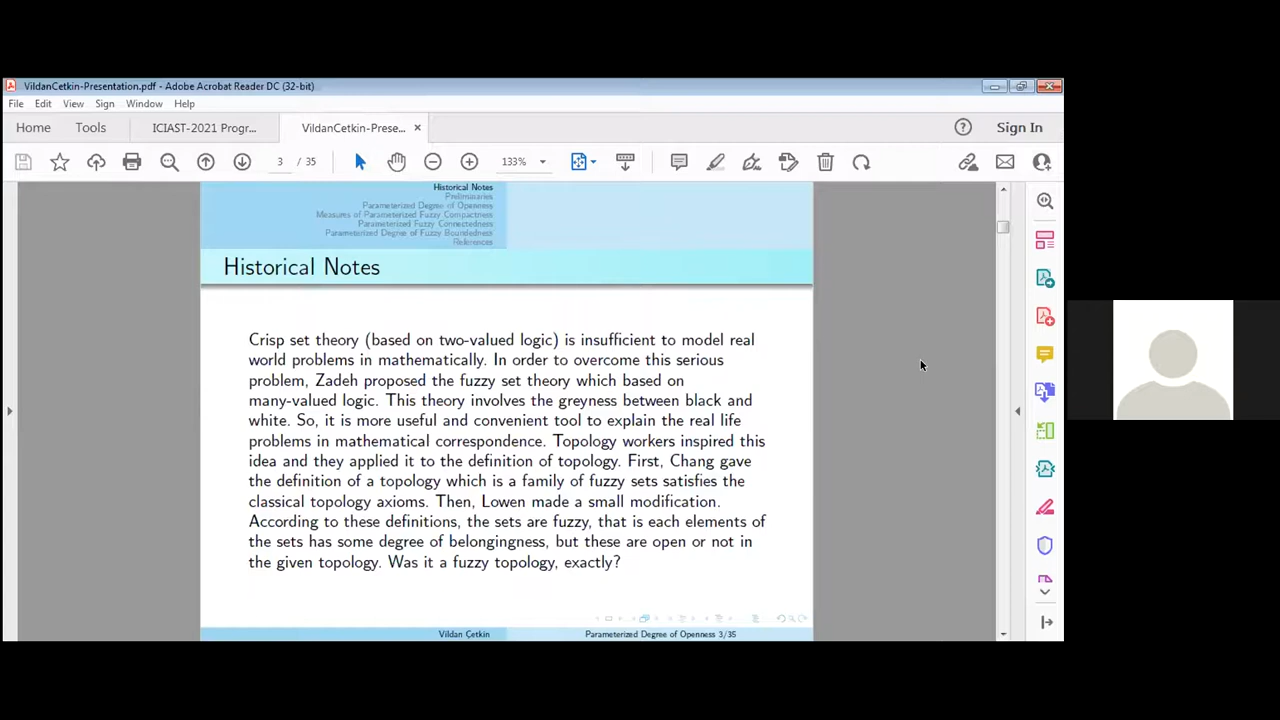 VildanCetkin-Presentation.pdf - Adobe Acrobat Reader DC (32-bit)
File Edit View Sign Window Help
Home Tools ICIAST-2021 Progr... VildanCetkin-Prese... × ? Sign In
3 / 35 133%
Historical Notes
Preliminaries
Parameterized Degree of Openness
Measures of Parameterized Fuzzy Compactness
Parameterized Fuzzy Connectedness
Parameterized Degree of Fuzzy Boundedness
References
Historical Notes
Crisp set theory (based on two-valued logic) is insufficient to model real
world problems in mathematically. In order to overcome this serious
problem, Zadeh proposed the fuzzy set theory which based on
many-valued logic. This theory involves the greyness between black and
white. So, it is more useful and convenient tool to explain the real life
problems in mathematical correspondence. Topology workers inspired this
idea and they applied it to the definition of topology. First, Chang gave
the definition of a topology which is a family of fuzzy sets satisfies the
classical topology axioms. Then, Lowen made a small modification.
According to these definitions, the sets are fuzzy, that is each elements of
the sets has some degree of belongingness, but these are open or not in
the given topology. Was it a fuzzy topology, exactly?
Vildan Çetkin Parameterized Degree of Openness 3/35